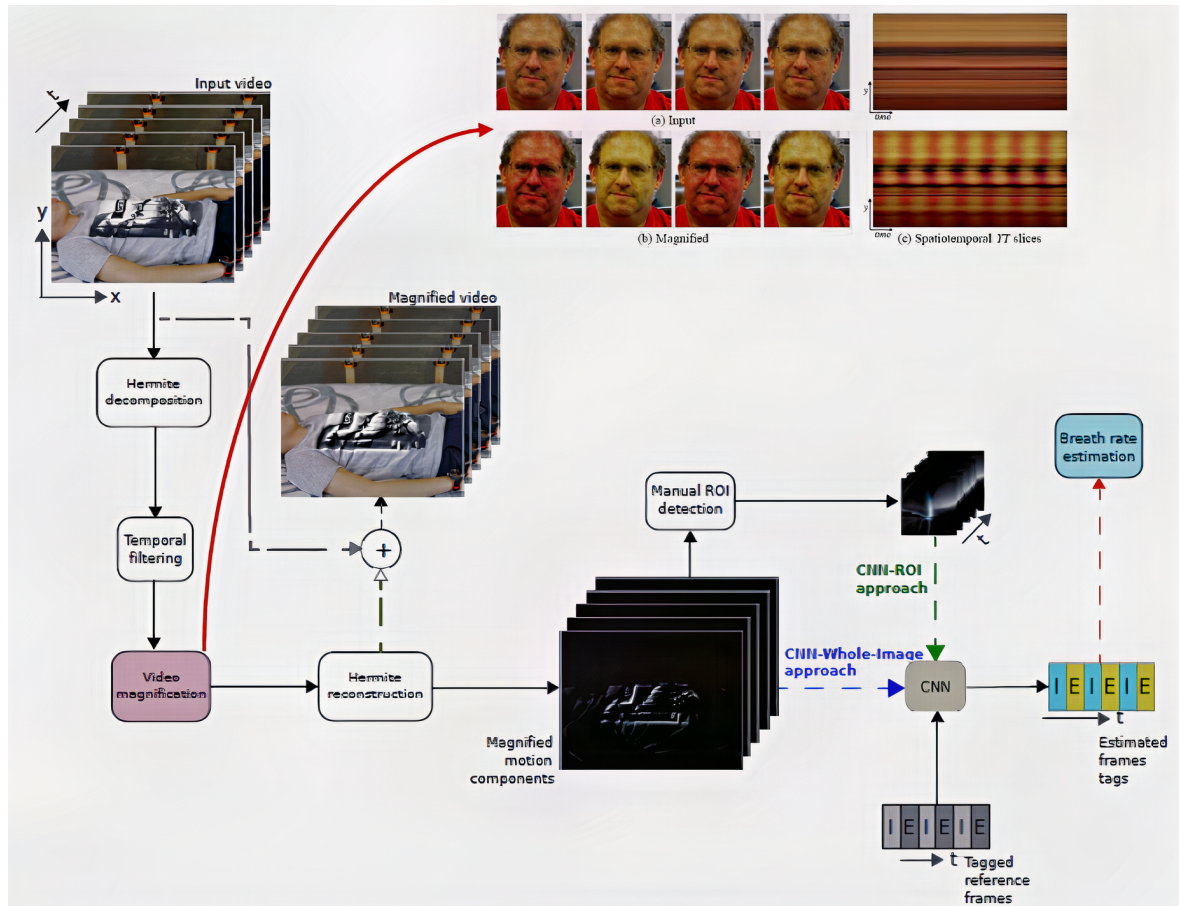 Input video
t
y
x
(a) Input
y
time
(b) Magnified
y
time
(c) Spatiotemporal YT slices
Magnified video
Hermite
decomposition
Temporal
filtering
Video
magnification
Hermite
reconstruction
+
Magnified
motion
components
Manual ROI
detection
t
CNN-ROI
approach
CNN-Whole-Image
approach
CNN
Breath rate
estimation
I E I E I E
t
Estimated
frames
tags
I E I E I E
t
Tagged
reference
frames